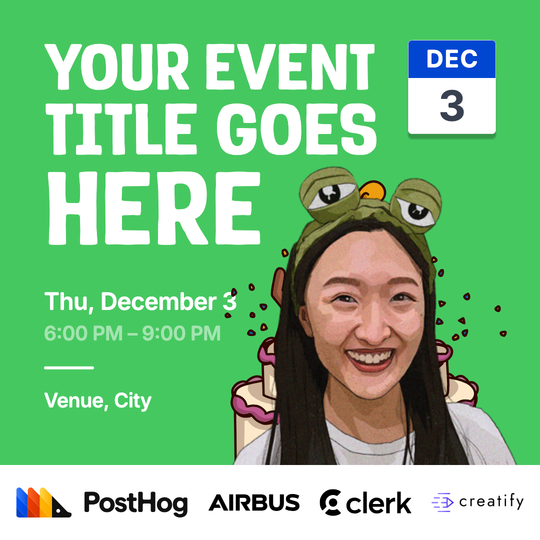 YOUR EVENT
TITLE GOES
HERE
DEC
3
Thu, December 3
6:00 PM – 9:00 PM
Venue, City
PostHog AIRBUS clerk creatify